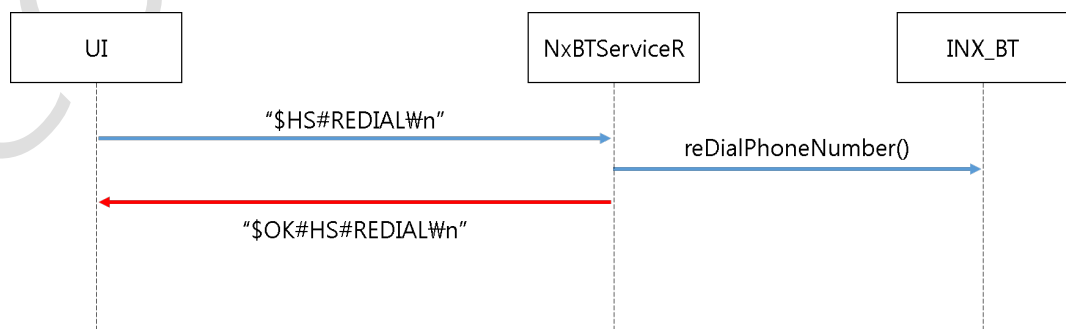 UI
NxBTServiceR
INX_BT
“$HS#REDIAL₩n”
reDialPhoneNumber()
“$OK#HS#REDIAL₩n”